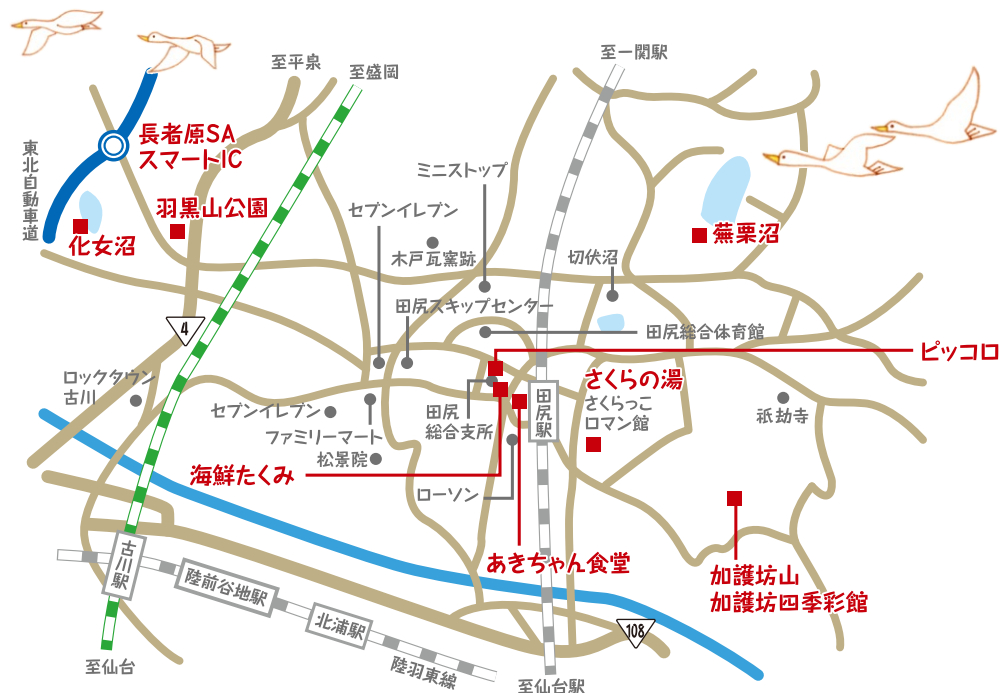 至一関駅
至平泉
至盛岡
長者原SA
スマートIC
東北自動車道
ミニストップ
セブンイレブン
羽黒山公園
化女沼
蕪栗沼
木戸瓦窯跡
切伏沼
田尻スキップセンター
4
田尻総合体育館
ピッコロ
ロックタウン
古川
さくらの湯
さくらっこ
ロマン館
田尻駅
祇劫寺
セブンイレブン
田尻
総合支所
ファミリーマート
松景院
海鮮たくみ
ローソン
あきちゃん食堂
加護坊山
加護坊四季彩館
古川駅
陸前谷地駅
北浦駅
108
陸羽東線
至仙台
至仙台駅